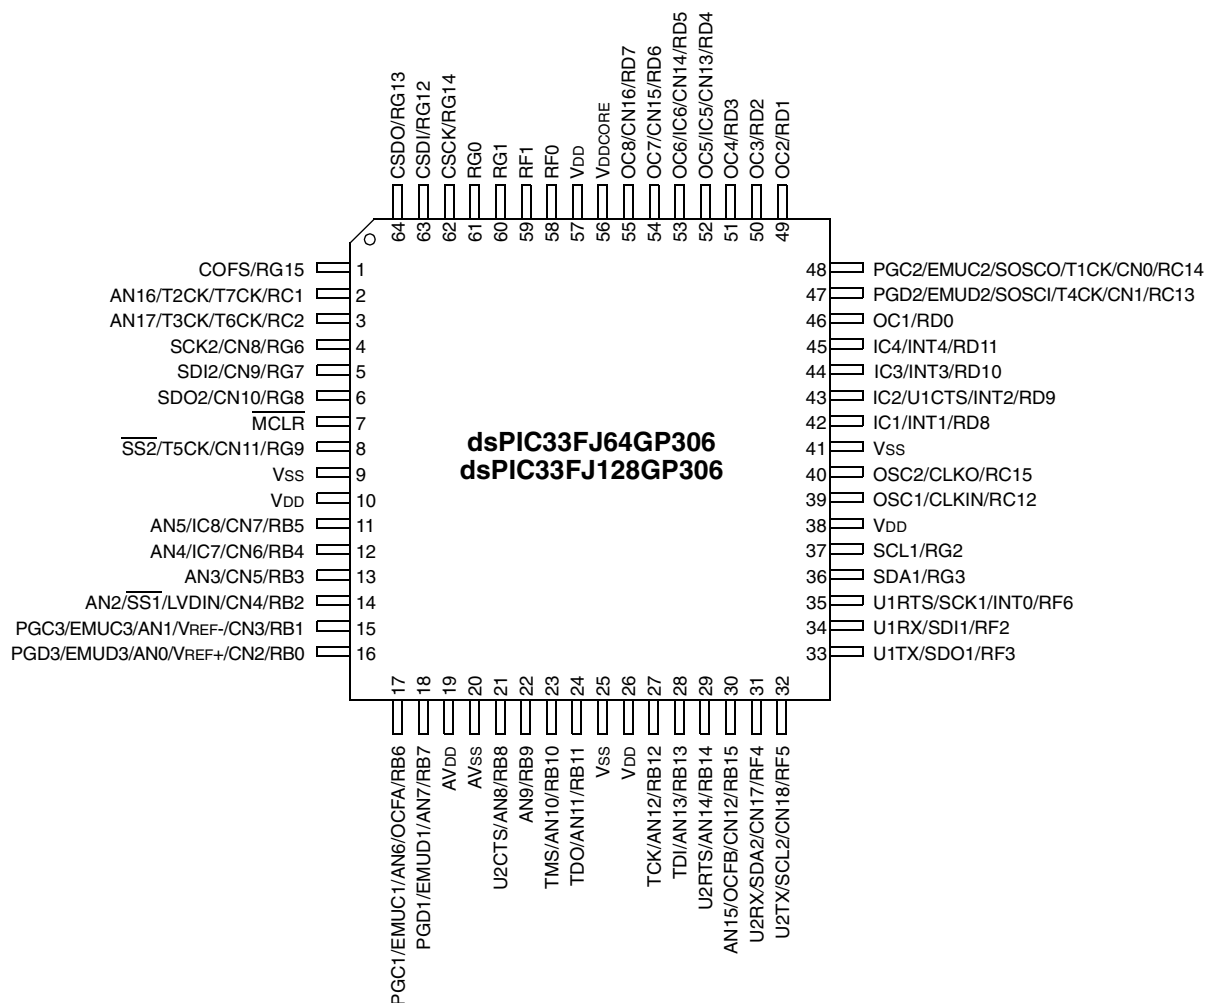 CSDO/RG13
CSDI/RG12
CSCK/RG14
RG0
RG1
RF1
RF0
VDD
VDDCORE
OC8/CN16/RD7
OC7/CN15/RD6
OC6/IC6/CN14/RD5
OC5/IC5/CN13/RD4
OC4/RD3
OC3/RD2
OC2/RD1
64 63 62 61 60 59 58 57 56 55 54 53 52 51 50 49
COFS/RG15 1
AN16/T2CK/T7CK/RC1 2
AN17/T3CK/T6CK/RC2 3
SCK2/CN8/RG6 4
SDI2/CN9/RG7 5
SDO2/CN10/RG8 6
MCLR 7
SS2/T5CK/CN11/RG9 8
VSS 9
VDD 10
AN5/IC8/CN7/RB5 11
AN4/IC7/CN6/RB4 12
AN3/CN5/RB3 13
AN2/SS1/LVDIN/CN4/RB2 14
PGC3/EMUC3/AN1/VREF-/CN3/RB1 15
PGD3/EMUD3/AN0/VREF+/CN2/RB0 16
dsPIC33FJ64GP306
dsPIC33FJ128GP306
48 PGC2/EMUC2/SOSCO/T1CK/CN0/RC14
47 PGD2/EMUD2/SOSCI/T4CK/CN1/RC13
46 OC1/RD0
45 IC4/INT4/RD11
44 IC3/INT3/RD10
43 IC2/U1CTS/INT2/RD9
42 IC1/INT1/RD8
41 VSS
40 OSC2/CLKO/RC15
39 OSC1/CLKIN/RC12
38 VDD
37 SCL1/RG2
36 SDA1/RG3
35 U1RTS/SCK1/INT0/RF6
34 U1RX/SDI1/RF2
33 U1TX/SDO1/RF3
17 18 19 20 21 22 23 24 25 26 27 28 29 30 31 32
PGC1/EMUC1/AN6/OCFA/RB6
PGD1/EMUD1/AN7/RB7
AVDD
AVSS
U2CTS/AN8/RB8
AN9/RB9
TMS/AN10/RB10
TDO/AN11/RB11
VSS
VDD
TCK/AN12/RB12
TDI/AN13/RB13
U2RTS/AN14/RB14
AN15/OCFB/CN12/RB15
U2RX/SDA2/CN17/RF4
U2TX/SCL2/CN18/RF5